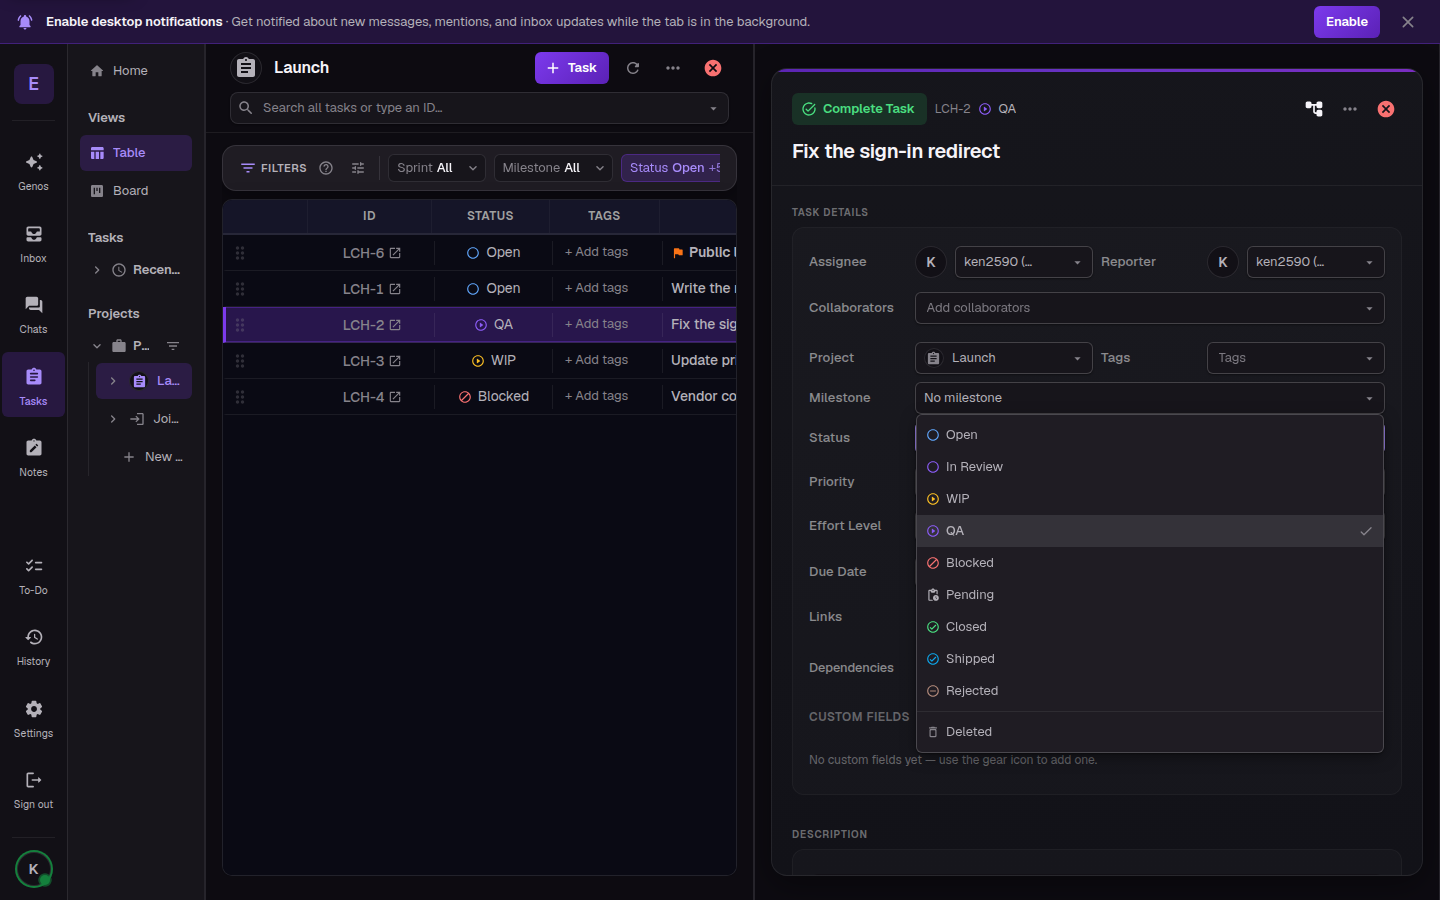 Enable desktop notifications · Get notified about new messages, mentions, and inbox updates while the tab is in the background.
Enable
E
Genos
Inbox
Chats
Tasks
Notes
To-Do
History
Settings
Sign out
K
Home
Views
Table
Board
Tasks
Recen...
Projects
P...
La...
Joi...
New ...
Launch
Task
Search all tasks or type an ID...
FILTERS
Sprint All
Milestone All
Status Open +5
ID STATUS TAGS
LCH-6 Open + Add tags Public
LCH-1 Open + Add tags Write the
LCH-2 QA + Add tags Fix the sig
LCH-3 WIP + Add tags Update pr
LCH-4 Blocked + Add tags Vendor co
Complete Task LCH-2 QA
Fix the sign-in redirect
TASK DETAILS
Assignee K ken2590 (... Reporter K ken2590 (...
Collaborators Add collaborators
Project Launch Tags Tags
Milestone No milestone
Status
Priority
Effort Level
Due Date
Links
Dependencies
Open
In Review
WIP
QA
Blocked
Pending
Closed
Shipped
Rejected
Deleted
CUSTOM FIELDS
No custom fields yet — use the gear icon to add one.
DESCRIPTION